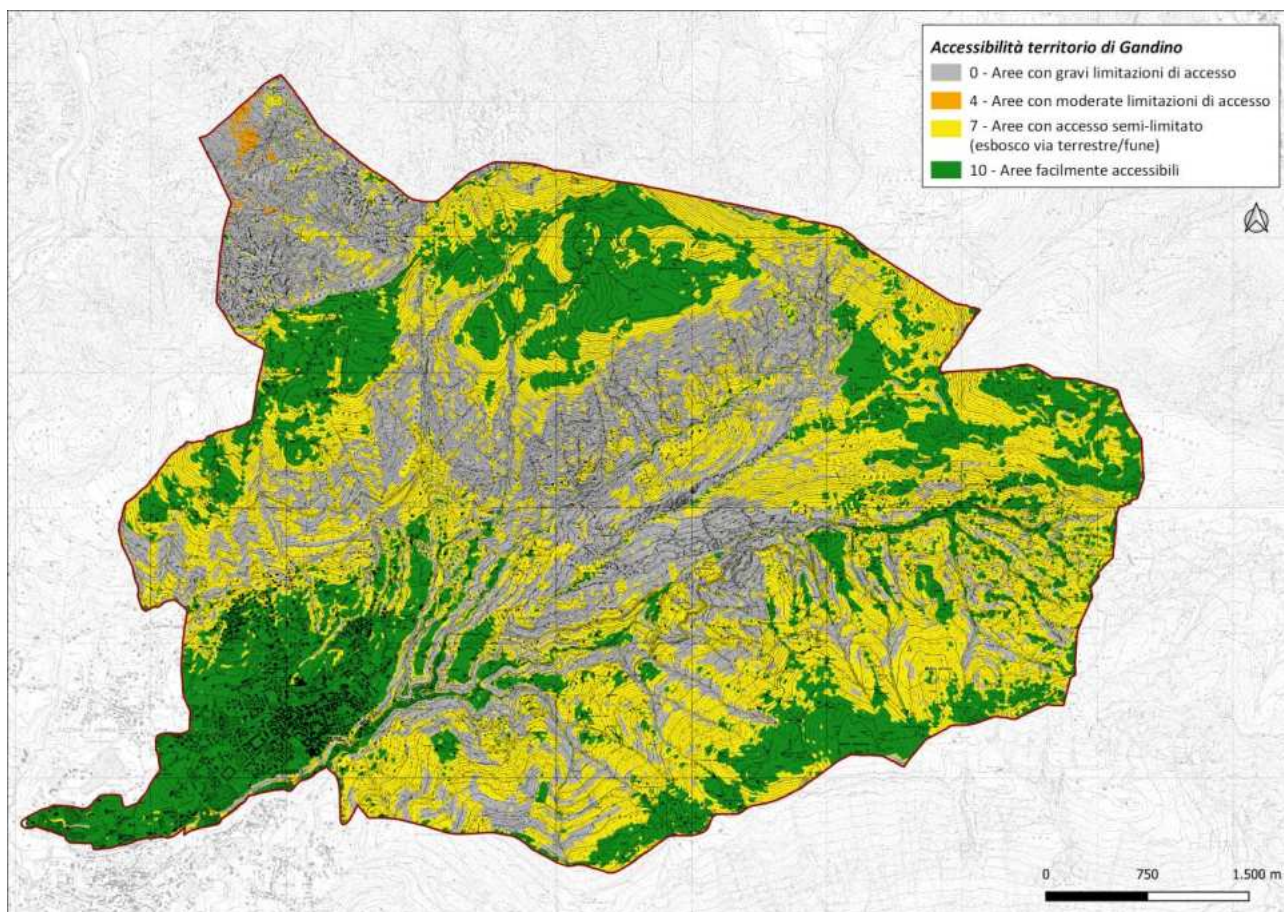 Accessibilità territorio di Gandino
0 - Aree con gravi limitazioni di accesso
4 - Aree con moderate limitazioni di accesso
7 - Aree con accesso semi-limitato
(esbosco via terrestre/fune)
10 - Aree facilmente accessibili
0 750 1.500 m